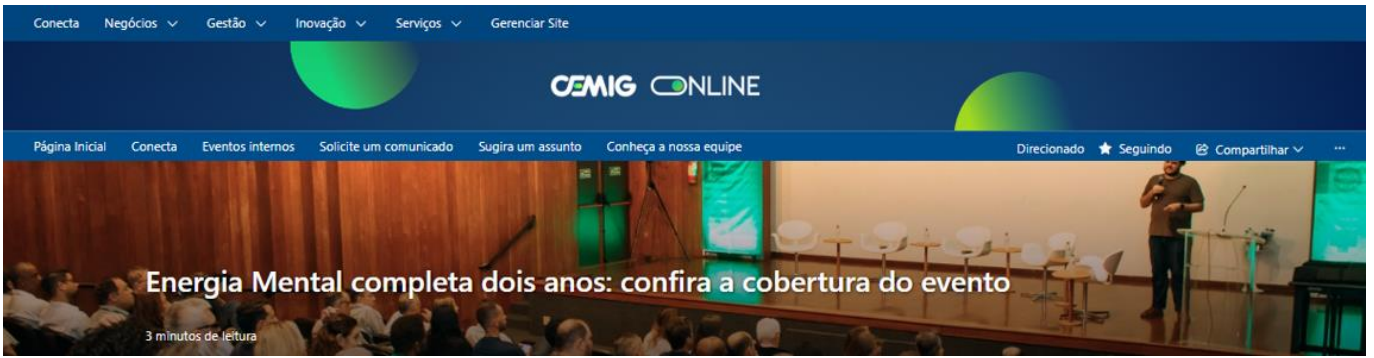 Conecta Negócios Gestão Inovação Serviços Gerenciar Site
CEMIG ONLINE
Página Inicial Conecta Eventos internos Solicite um comunicado Sugira um assunto Conheça a nossa equipe Direcionado Seguindo Compartilhar ...
Energia Mental completa dois anos: confira a cobertura do evento
3 minutos de leitura